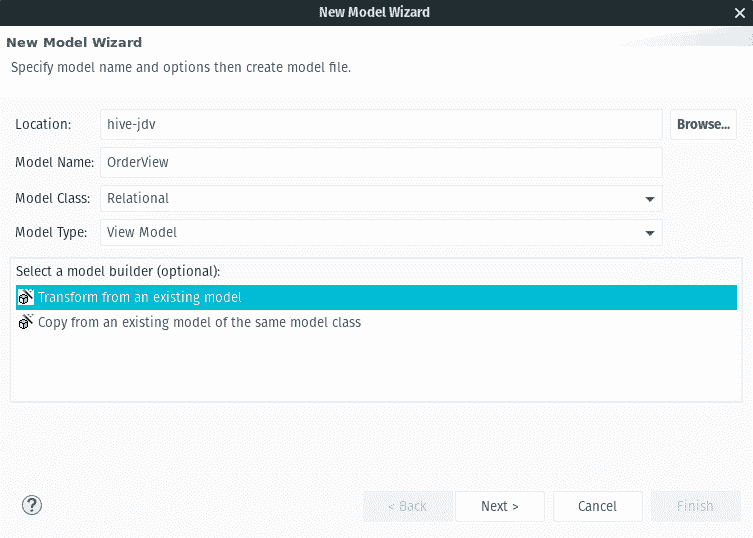 New Model Wizard
New Model Wizard
Specify model name and options then create model file.
Location: hive-jdv Browse...
Model Name: OrderView
Model Class: Relational
Model Type: View Model
Select a model builder (optional):
Transform from an existing model
Copy from an existing model of the same model class
? < Back Next > Cancel Finish